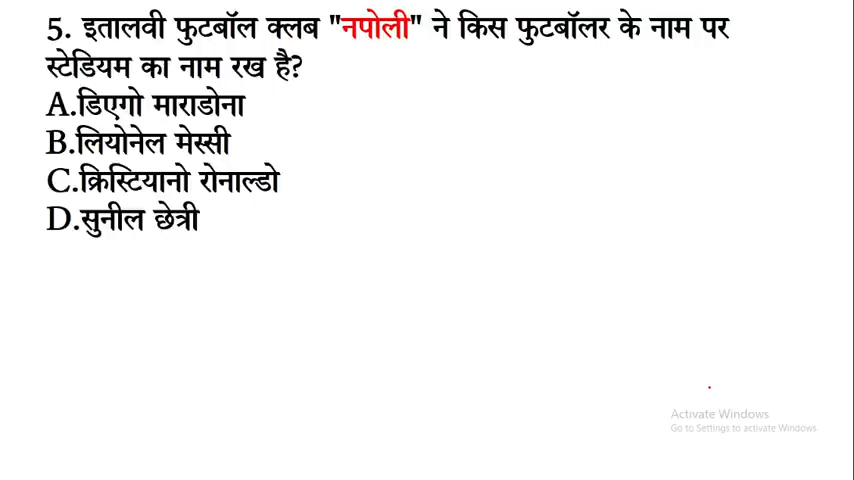 5. इतालवी फुटबॉल क्लब "नपोली" ने किस फुटबॉलर के नाम पर
स्टेडियम का नाम रख है?
A.डिएगो माराडोना
B.लियोनेल मेस्सी
C.क्रिस्टियानो रोनाल्डो
D.सुनील छेत्री
Activate Windows
Go to Settings to activate Windows.